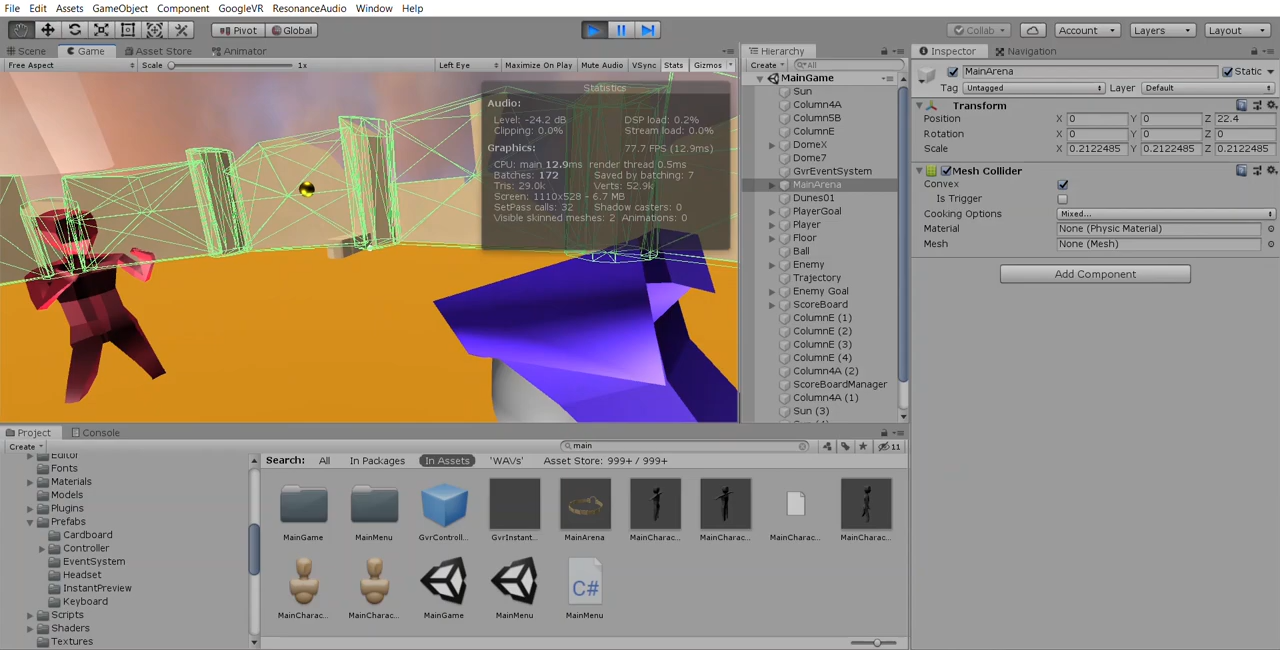 File Edit Assets GameObject Component GoogleVR ResonanceAudio Window Help
Pivot Global Collab Account Layers Layout
Scene Game Asset Store Animator
Free Aspect Scale 1x Left Eye Maximize On Play Mute Audio VSync Stats Gizmos
Statistics
Audio:
Level: -24.2 dB DSP load: 0.2%
Clipping: 0.0% Stream load: 0.0%
Graphics: 77.7 FPS (12.9ms)
CPU: main 12.9ms render thread 0.5ms
Batches: 172 Saved by batching: 7
Tris: 29.0k Verts: 52.9k
Screen: 1110x528 - 6.7 MB
SetPass calls: 32 Shadow casters: 0
Visible skinned meshes: 2 Animations: 0
Hierarchy
Create All
MainGame
Sun
Column4A
Column5B
ColumnE
DomeX
Dome7
GvrEventSystem
MainArena
Dunes01
PlayerGoal
Player
Floor
Ball
Enemy
Trajectory
Enemy Goal
ScoreBoard
ColumnE (1)
ColumnE (2)
ColumnE (3)
ColumnE (4)
Column4A (2)
ScoreBoardManager
Column4A (1)
Sun (3)
Inspector Navigation
MainArena Static
Tag Untagged Layer Default
Transform
Position X 0 Y 0 Z 22.4
Rotation X 0 Y 0 Z 0
Scale X 0.2122485 Y 0.2122485 Z 0.2122485
Mesh Collider
Convex
Is Trigger
Cooking Options Mixed...
Material None (Physic Material)
Mesh None (Mesh)
Add Component
Project Console
Create main 11
Editor
Fonts
Materials
Models
Plugins
Prefabs
Cardboard
Controller
EventSystem
Headset
InstantPreview
Keyboard
Scripts
Shaders
Textures
Search: All In Packages In Assets 'WAVs' Asset Store: 999+ / 999+
MainGame MainMenu GvrControll... GvrInstant... MainArena MainCharac... MainCharac... MainCharac... MainCharac...
C#
MainCharac... MainCharac... MainGame MainMenu MainMenu